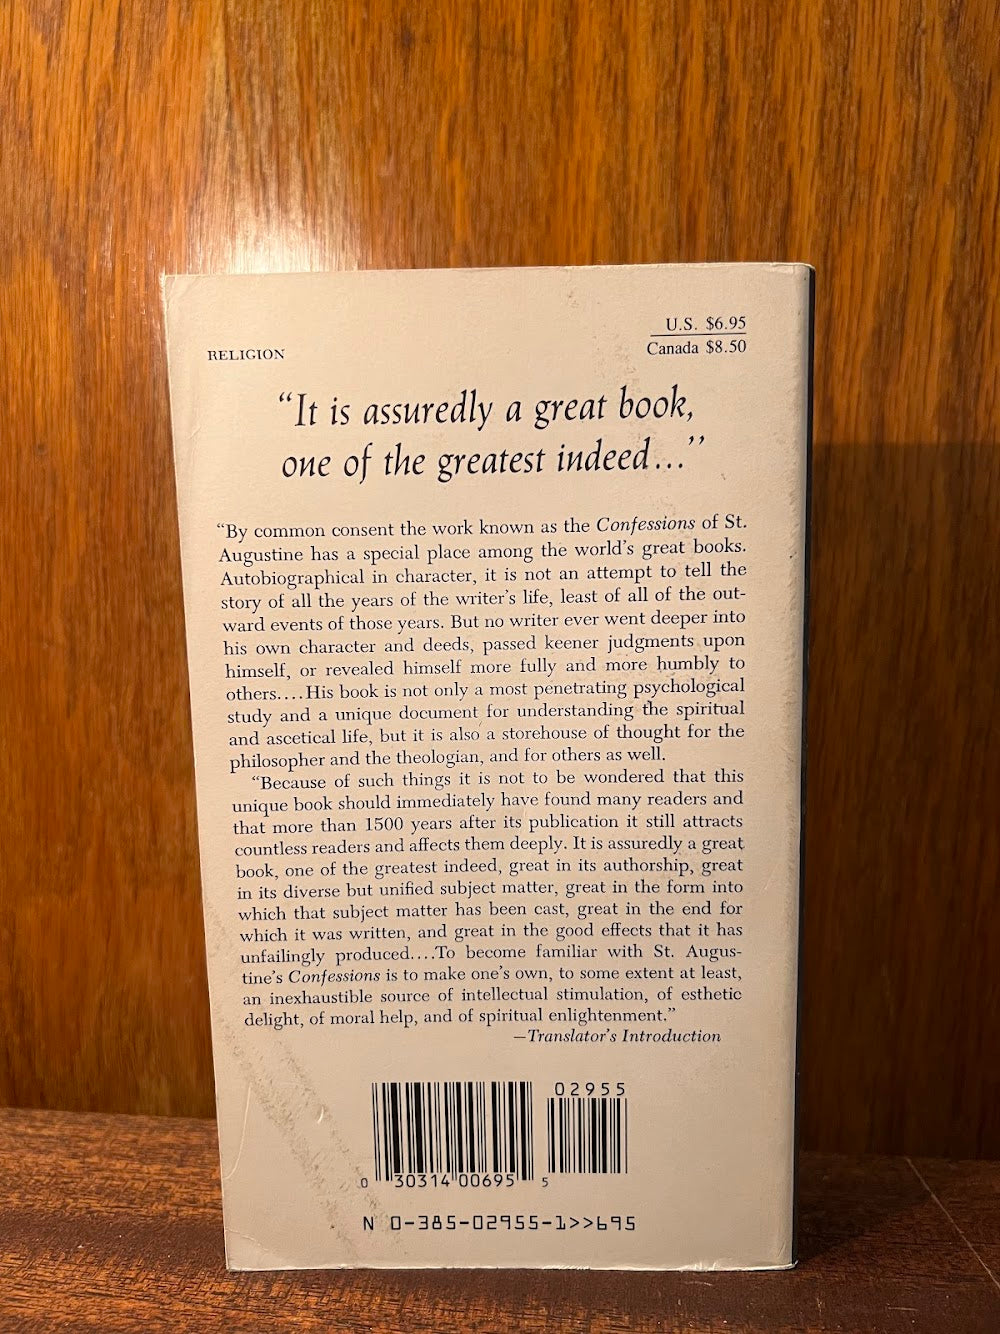 U.S. $6.95
Canada $8.50
RELIGION
“It is assuredly a great book,
one of the greatest indeed...”
“By common consent the work known as the Confessions of St.
Augustine has a special place among the world’s great books.
Autobiographical in character, it is not an attempt to tell the
story of all the years of the writer’s life, least of all of the out-
ward events of those years. But no writer ever went deeper into
his own character and deeds, passed keener judgments upon
himself, or revealed himself more fully and more humbly to
others....His book is not only a most penetrating psychological
study and a unique document for understanding the spiritual
and ascetical life, but it is also a storehouse of thought for the
philosopher and the theologian, and for others as well.
“Because of such things it is not to be wondered that this
unique book should immediately have found many readers and
that more than 1500 years after its publication it still attracts
countless readers and affects them deeply. It is assuredly a great
book, one of the greatest indeed, great in its authorship, great
in its diverse but unified subject matter, great in the form into
which that subject matter has been cast, great in the end for
which it was written, and great in the good effects that it has
unfailingly produced....To become familiar with St. Augus-
tine’s Confessions is to make one’s own, to some extent at least,
an inexhaustible source of intellectual stimulation, of esthetic
delight, of moral help, and of spiritual enlightenment.”
—Translator’s Introduction
02955
0 30314 00695 5
N 0-385-02955-1>>695